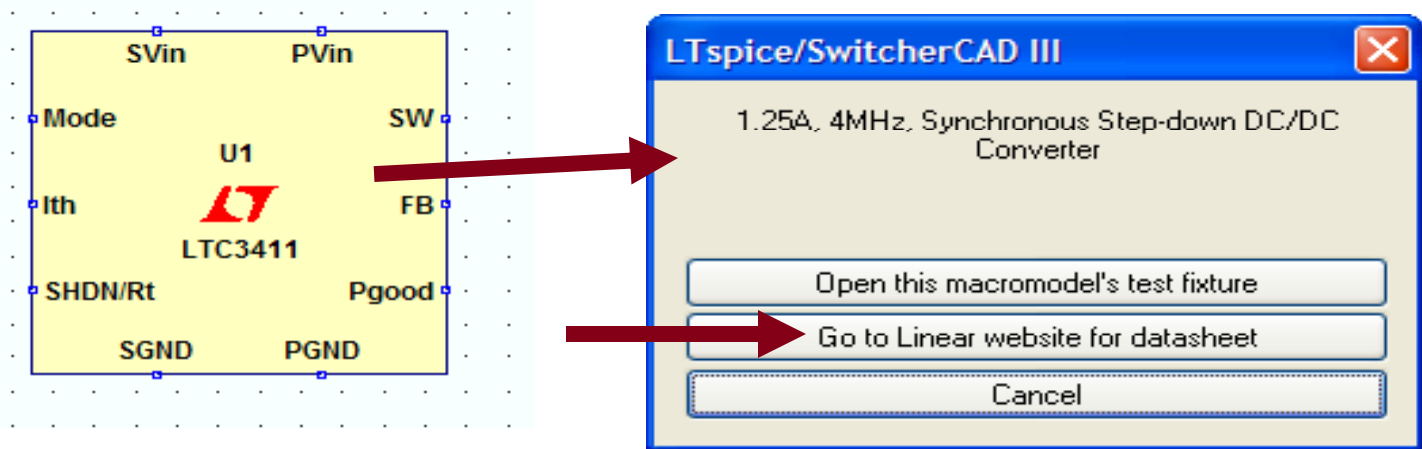 SVin PVin
Mode SW
U1
Ith FB
LTC3411
SHDN/Rt Pgood
SGND PGND
LTspice/SwitcherCAD III
1.25A, 4MHz, Synchronous Step-down DC/DC
Converter
Open this macromodel's test fixture
Go to Linear website for datasheet
Cancel